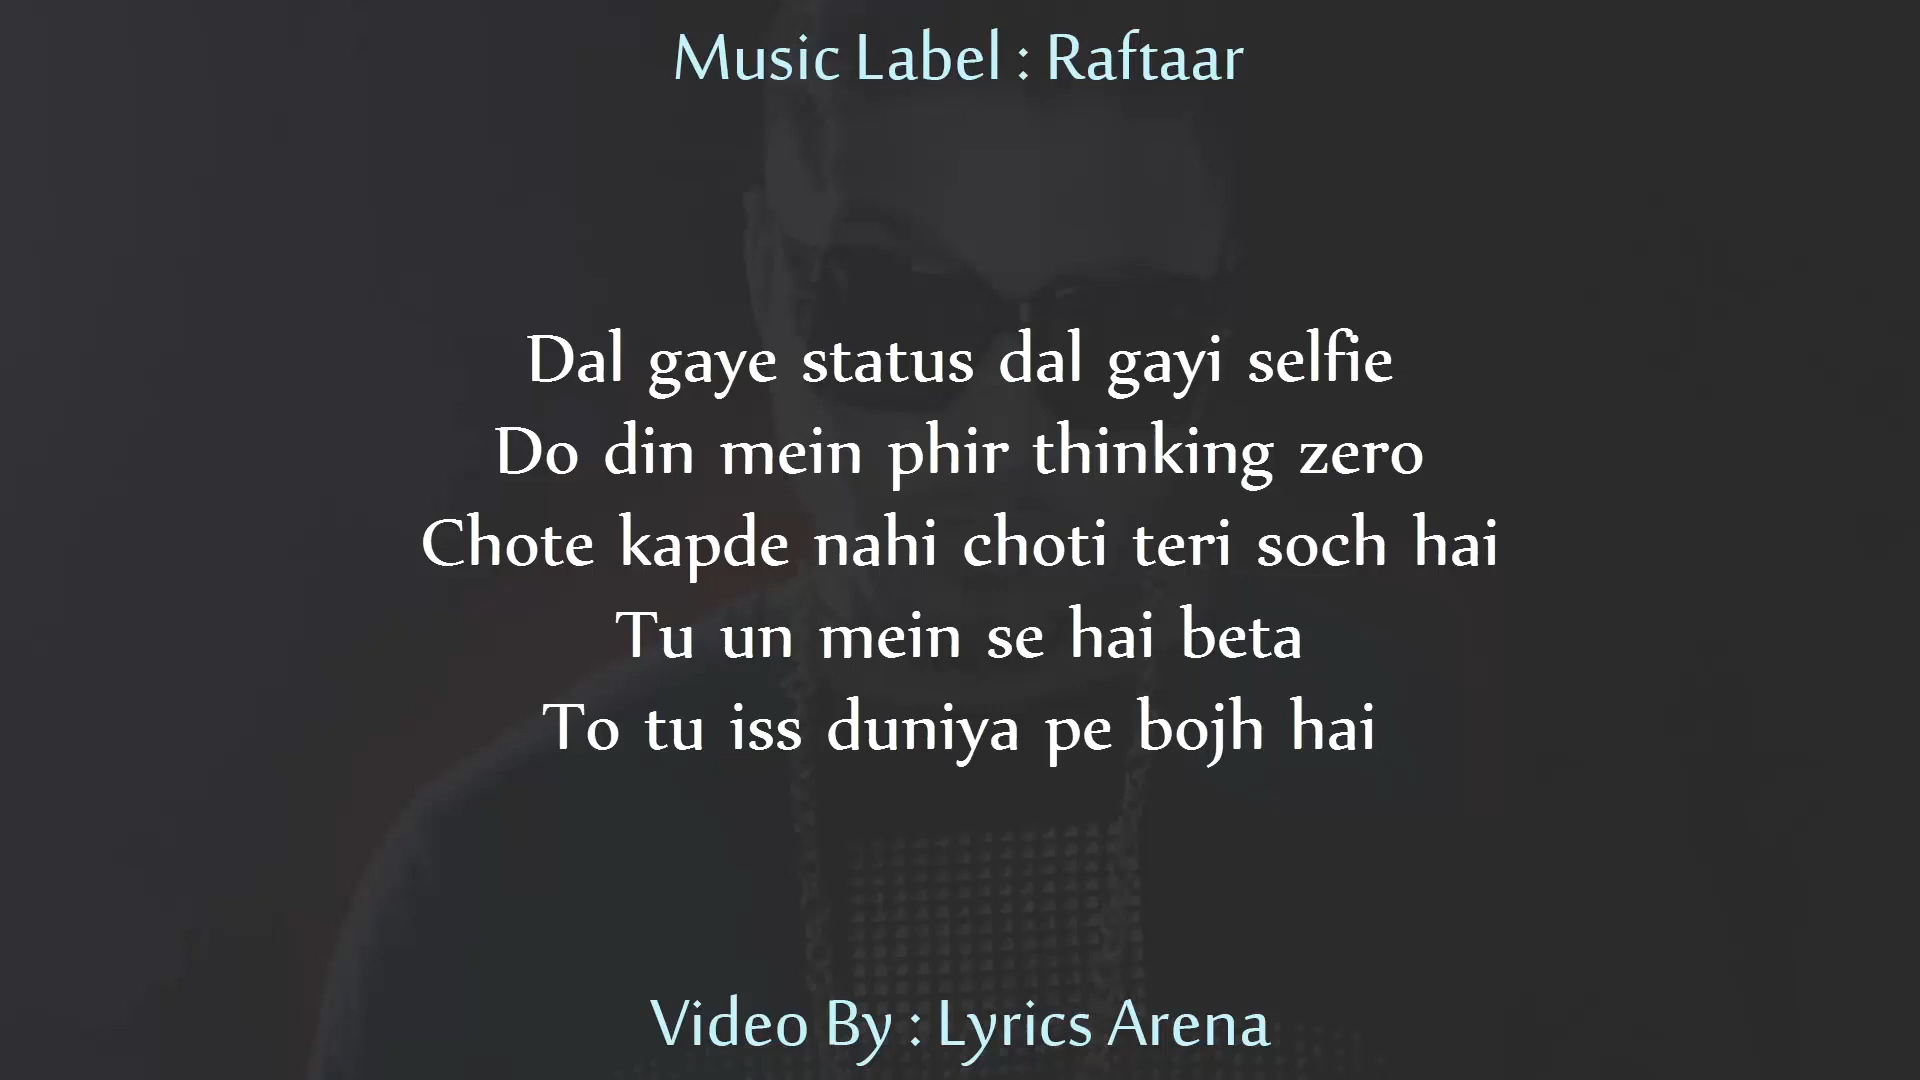 Music Label : Raftaar
Dal gaye status dal gayi selfie
Do din mein phir thinking zero
Chote kapde nahi choti teri soch hai
Tu un mein se hai beta
To tu iss duniya pe bojh hai
Video By : Lyrics Arena